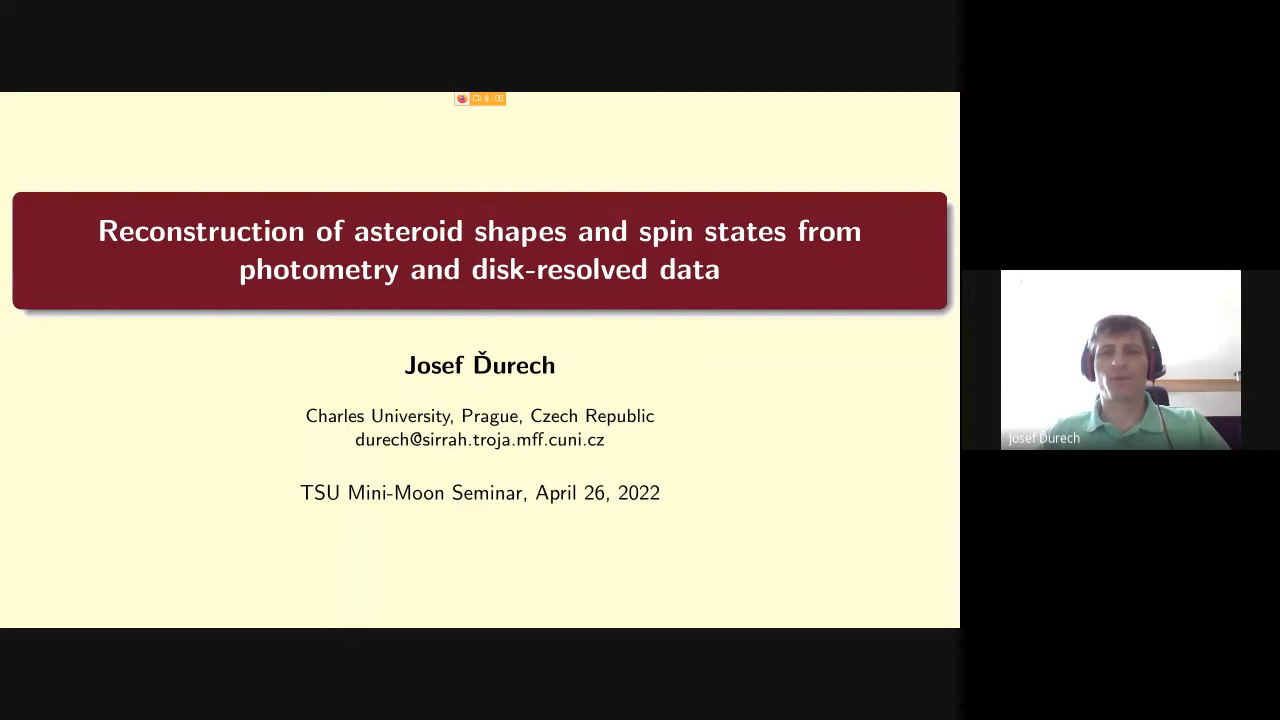 Reconstruction of asteroid shapes and spin states from
photometry and disk-resolved data
Josef Ďurech
Charles University, Prague, Czech Republic
durech@sirrah.troja.mff.cuni.cz
TSU Mini-Moon Seminar, April 26, 2022
Josef Ďurech